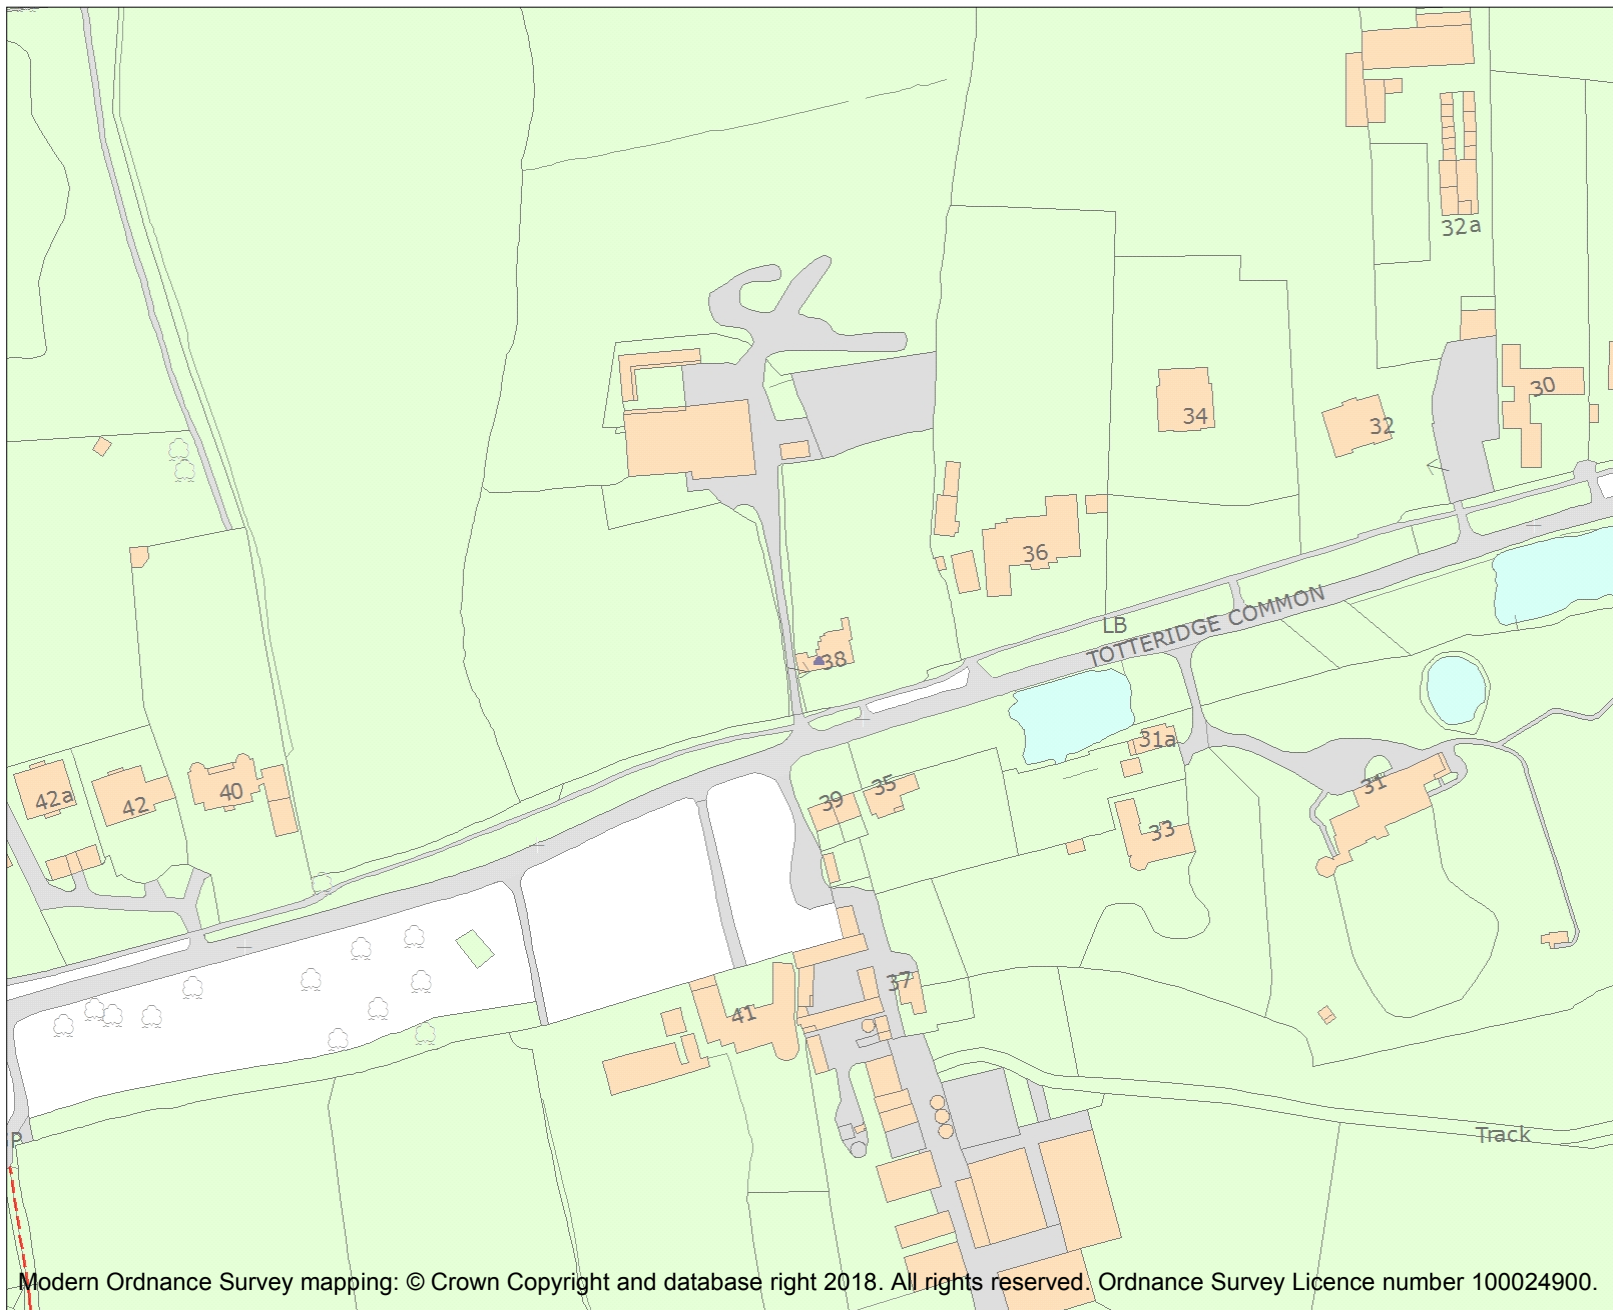 32a
30
34
32
36
LB
TOTTERIDGE COMMON
38
31a
42a
42
40
39
35
31
33
37
41
P
Track
Modern Ordnance Survey mapping: © Crown Copyright and database right 2018. All rights reserved. Ordnance Survey Licence number 100024900.